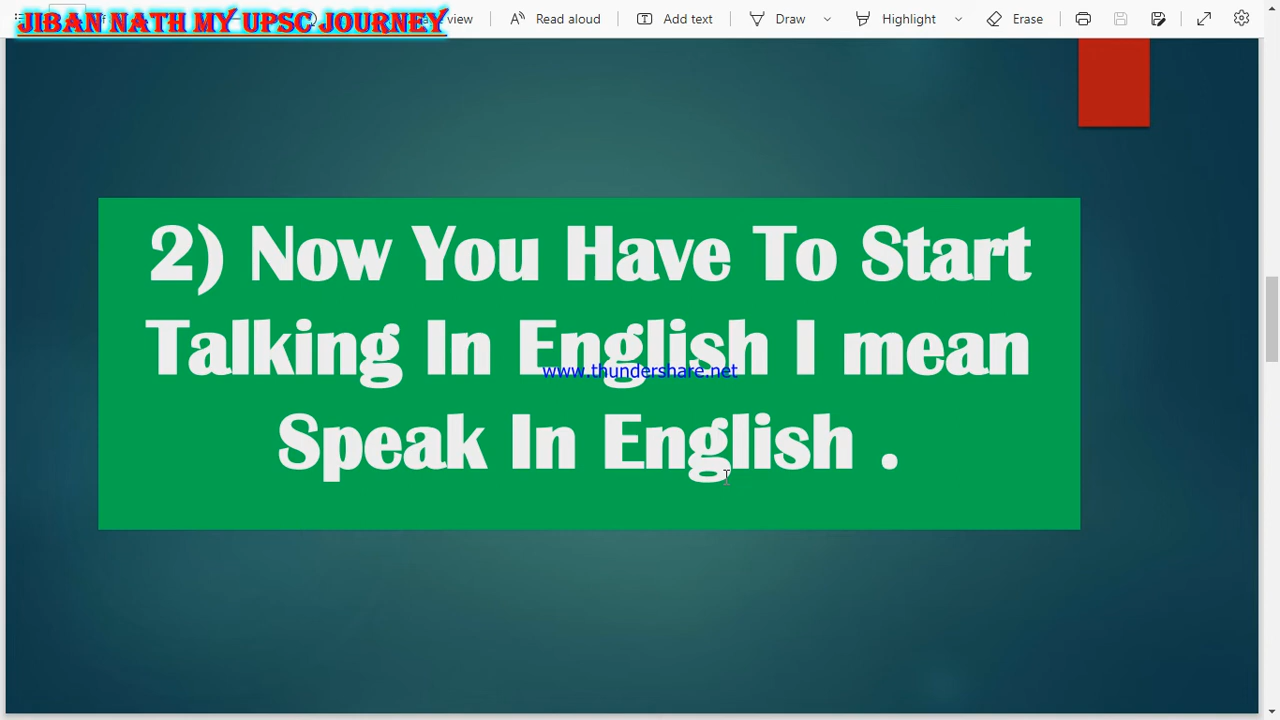 JIBAN NATH MY UPSC JOURNEY
view
Read aloud
Add text
Draw
Highlight
Erase
2) Now You Have To Start
Talking In English I mean
www.thundershare.net
Speak In English .